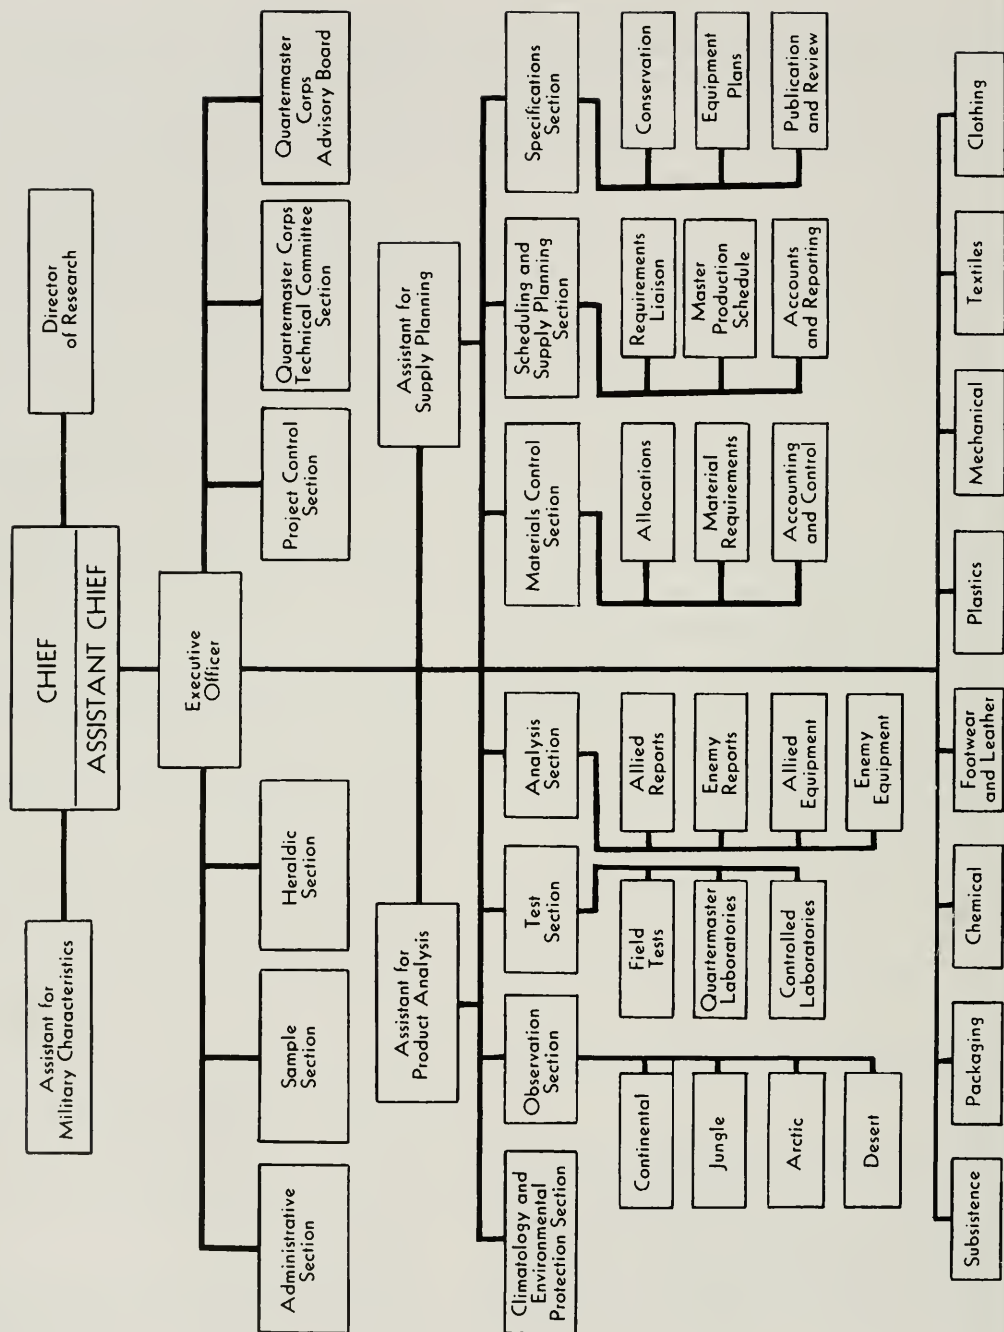 CHIEF
ASSISTANT CHIEF
Assistant for
Military Characteristics
Director
of Research
Executive
Officer
Administrative
Section
Sample
Section
Heraldic
Section
Project Control
Section
Quartermaster Corps
Technical Committee
Section
Quartermaster
Corps
Advisory Board
Assistant for
Product Analysis
Assistant for
Supply Planning
Climatology and
Environmental
Protection Section
Observation
Section
Test
Section
Analysis
Section
Materials Control
Section
Scheduling and
Supply Planning
Section
Specifications
Section
Continental
Jungle
Arctic
Desert
Field
Tests
Quartermaster
Laboratories
Controlled
Laboratories
Allied
Reports
Enemy
Reports
Allied
Equipment
Enemy
Equipment
Allocations
Material
Requirements
Accounting
and Control
Requirements
Liaison
Master
Production
Schedule
Accounts
and Reporting
Conservation
Equipment
Plans
Publication
and Review
Subsistence
Packaging
Chemical
Footwear
and Leather
Plastics
Mechanical
Textiles
Clothing